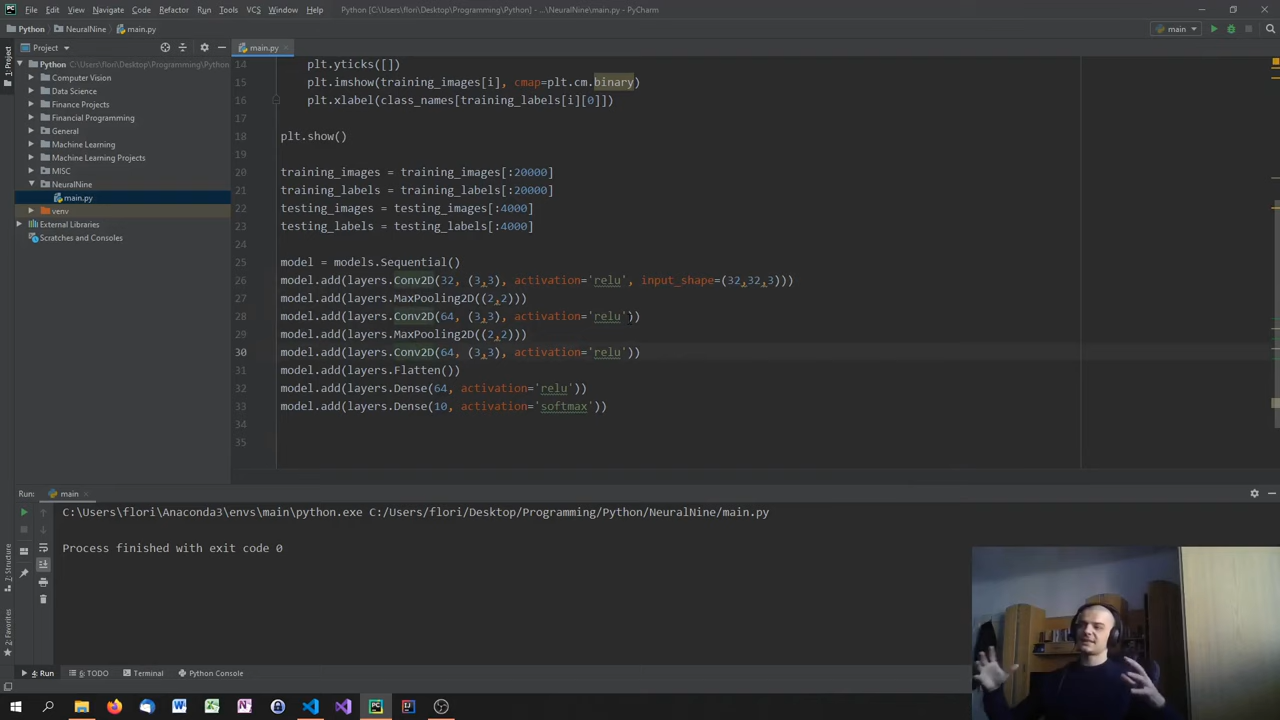 File Edit View Navigate Code Refactor Run Tools VCS Window Help Python [C:\Users\flori\Desktop\Programming\Python] - ...\NeuralNine\main.py - PyCharm
Python NeuralNine main.py main
Project main.py
1: Project
Python C:\Users\flori\Desktop\Programming\Python
Computer Vision
Data Science
Finance Projects
Financial Programming
General
Machine Learning
Machine Learning Projects
MISC
NeuralNine
main.py
venv
External Libraries
Scratches and Consoles
14 plt.yticks([])
15 plt.imshow(training_images[i], cmap=plt.cm.binary)
16 plt.xlabel(class_names[training_labels[i][0]])
17
18 plt.show()
19
20 training_images = training_images[:20000]
21 training_labels = training_labels[:20000]
22 testing_images = testing_images[:4000]
23 testing_labels = testing_labels[:4000]
24
25 model = models.Sequential()
26 model.add(layers.Conv2D(32, (3,3), activation='relu', input_shape=(32,32,3)))
27 model.add(layers.MaxPooling2D((2,2)))
28 model.add(layers.Conv2D(64, (3,3), activation='relu'))
29 model.add(layers.MaxPooling2D((2,2)))
30 model.add(layers.Conv2D(64, (3,3), activation='relu'))
31 model.add(layers.Flatten())
32 model.add(layers.Dense(64, activation='relu'))
33 model.add(layers.Dense(10, activation='softmax'))
34
35
Run: main
C:\Users\flori\Anaconda3\envs\main\python.exe C:/Users/flori/Desktop/Programming/Python/NeuralNine/main.py
Process finished with exit code 0
Z: Structure
2: Favorites
4: Run 6: TODO Terminal Python Console